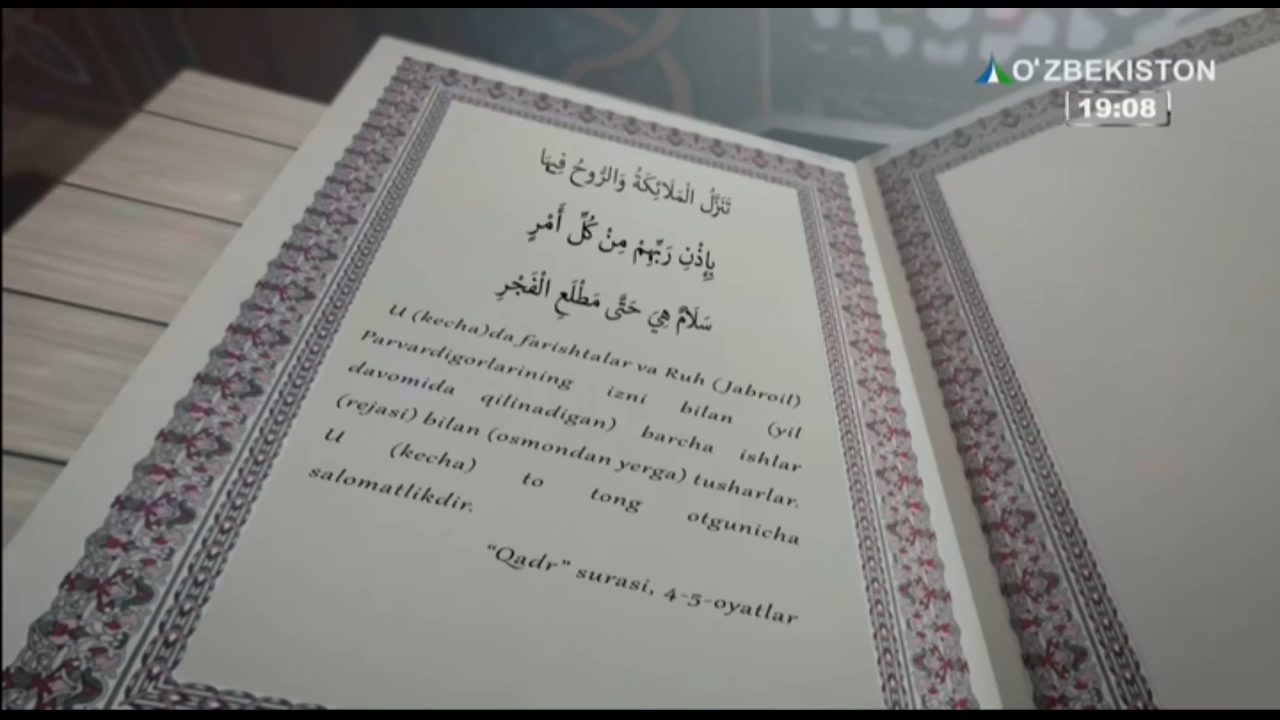 O'ZBEKISTON
19:08
تَنَزَّلُ الْمَلَائِكَةُ وَالرُّوحُ فِيهَا
بِإِذْنِ رَبِّهِمْ مِنْ كُلِّ أَمْرٍ
سَلَامٌ هِيَ حَتَّى مَطْلَعِ الْفَجْرِ
U (kecha)da farishtalar va Ruh (Jabroil)
Parvardigorlarining izni bilan (yil
davomida qilinadigan) barcha ishlar
(rejasi) bilan (osmondan yerga) tusharlar.
U (kecha) to tong otgunicha
salomatlikdir.
“Qadr” surasi, 4-5-oyatlar